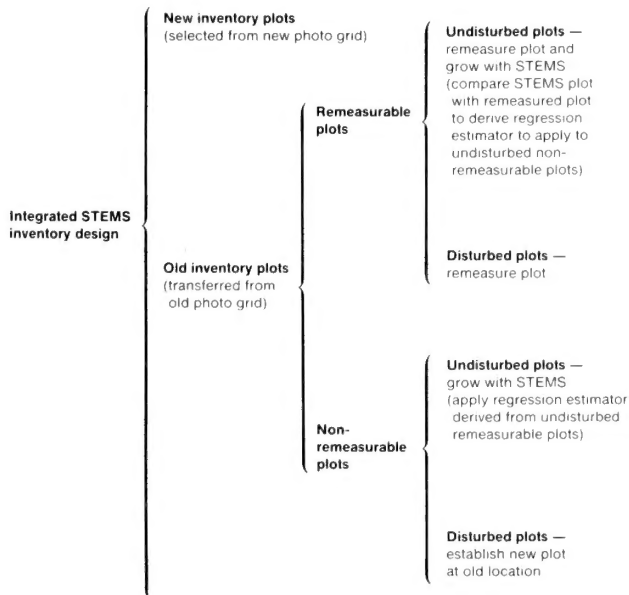 New inventory plots
(selected from new photo grid)
Undisturbed plots —
remeasure plot and
grow with STEMS
(compare STEMS plot
with remeasured plot
to derive regression
estimator to apply to
undisturbed non-
remeasurable plots)
Remeasurable
plots
Integrated STEMS
inventory design
Old inventory plots
(transferred from
old photo grid)
Disturbed plots —
remeasure plot
Undisturbed plots —
grow with STEMS
(apply regression estimator
derived from undisturbed
remeasurable plots)
Non-
remeasurable
plots
Disturbed plots —
establish new plot
at old location